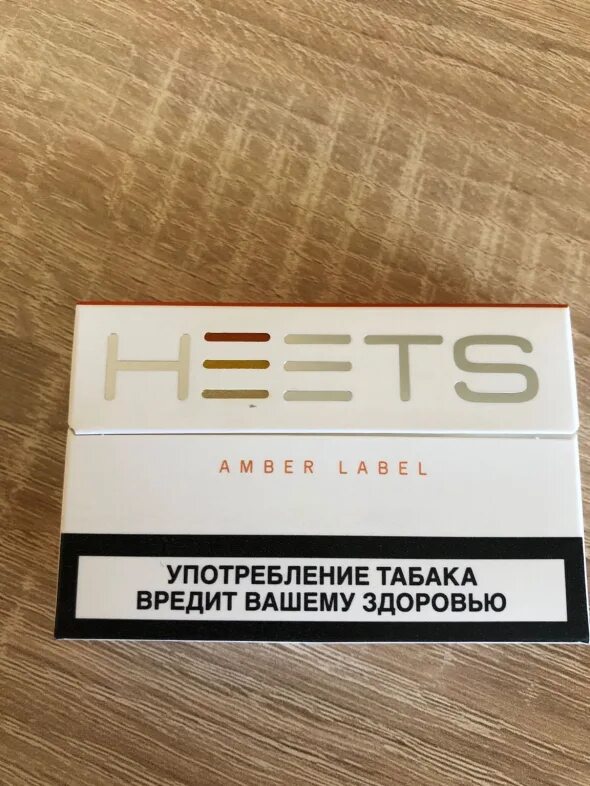 HEETS
AMBER LABEL
УПОТРЕБЛЕНИЕ ТАБАКА
ВРЕДИТ ВАШЕМУ ЗДОРОВЬЮ